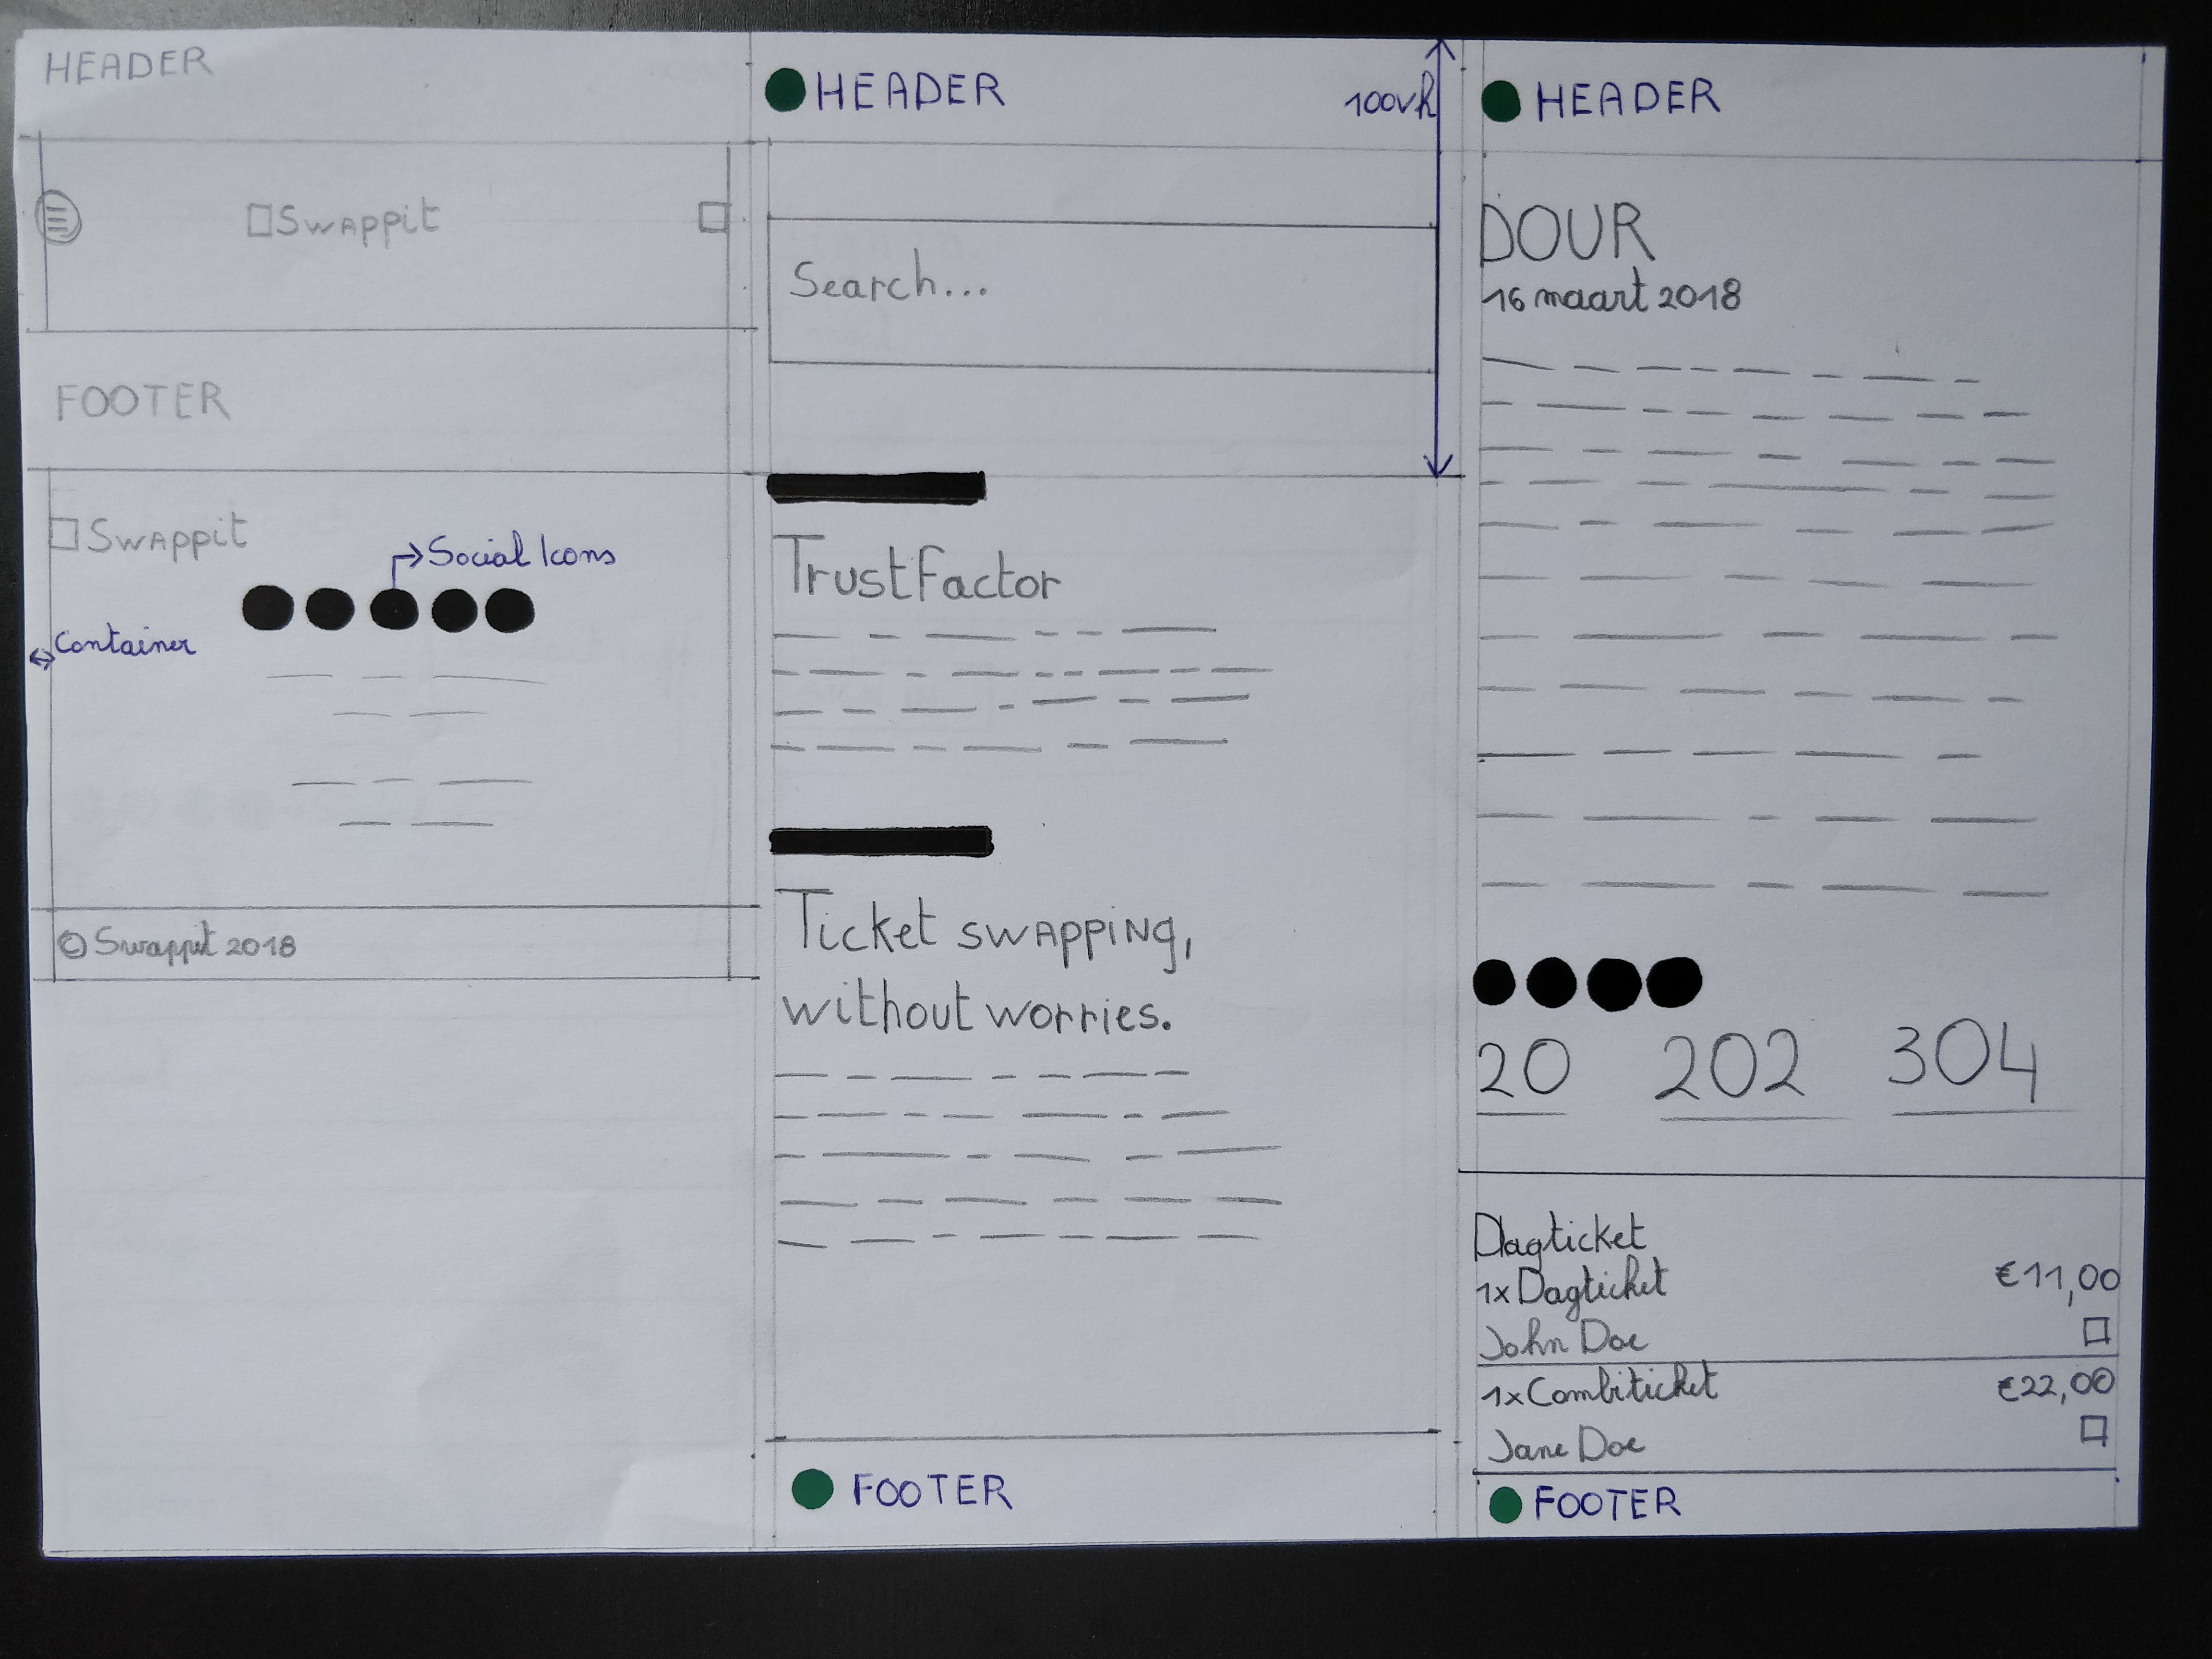 HEADER
Swappit
FOOTER
Swappit
Social Icons
Container
© Swappit 2018
HEADER
100vh
Search...
Trustfactor
Ticket swapping,
without worries.
FOOTER
HEADER
DOUR
16 maart 2018
20 202 304
Dagticket
1x Dagticket €11,00
John Doe
1x Combiticket €22,00
Jane Doe
FOOTER